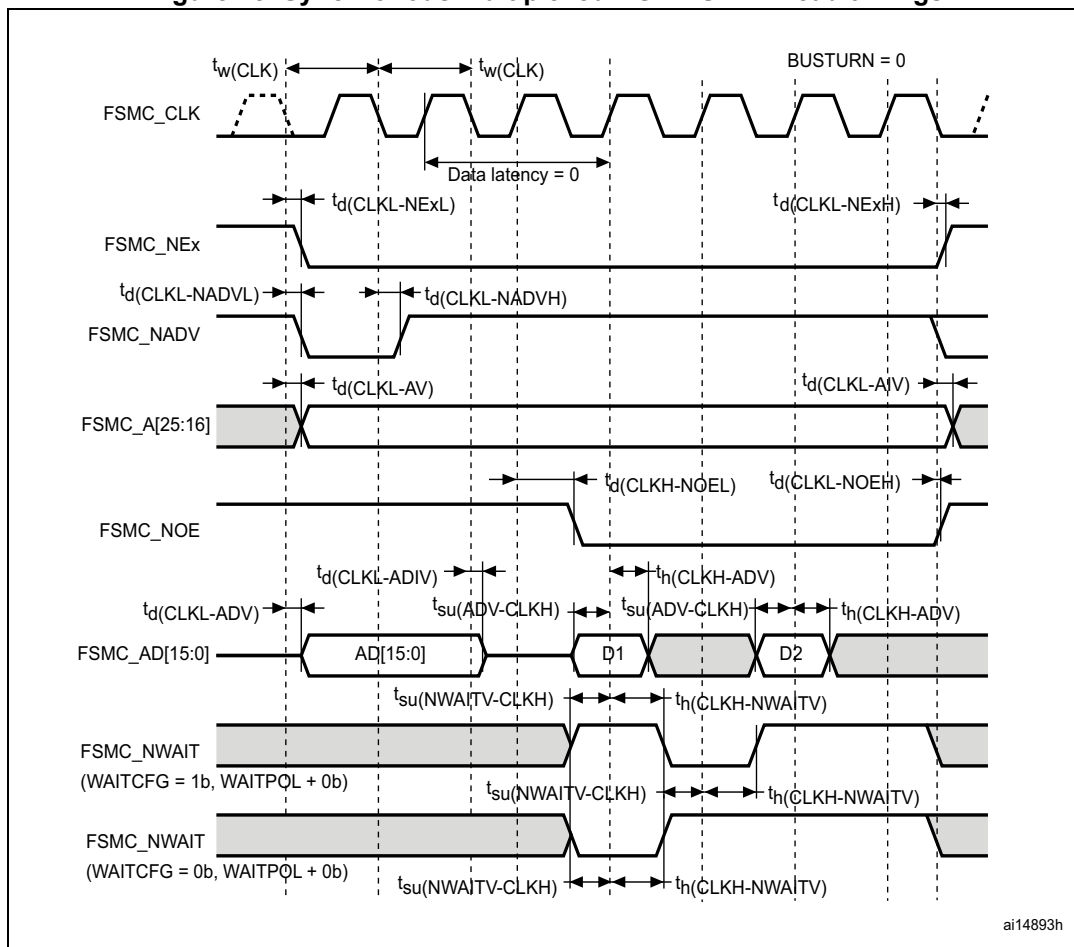 tw(CLK) tw(CLK) BUSTURN = 0
FSMC_CLK
Data latency = 0
td(CLKL-NExL) td(CLKL-NExH)
FSMC_NEx
td(CLKL-NADVL) td(CLKL-NADVH)
FSMC_NADV
td(CLKL-AV) td(CLKL-AIV)
FSMC_A[25:16]
td(CLKH-NOEL) td(CLKL-NOEH)
FSMC_NOE
td(CLKL-ADIV) th(CLKH-ADV)
td(CLKL-ADV) tsu(ADV-CLKH) tsu(ADV-CLKH) th(CLKH-ADV)
FSMC_AD[15:0] AD[15:0] D1 D2
tsu(NWAITV-CLKH) th(CLKH-NWAITV)
FSMC_NWAIT
(WAITCFG = 1b, WAITPOL + 0b)
tsu(NWAITV-CLKH) th(CLKH-NWAITV)
FSMC_NWAIT
(WAITCFG = 0b, WAITPOL + 0b)
tsu(NWAITV-CLKH) th(CLKH-NWAITV)
ai14893h